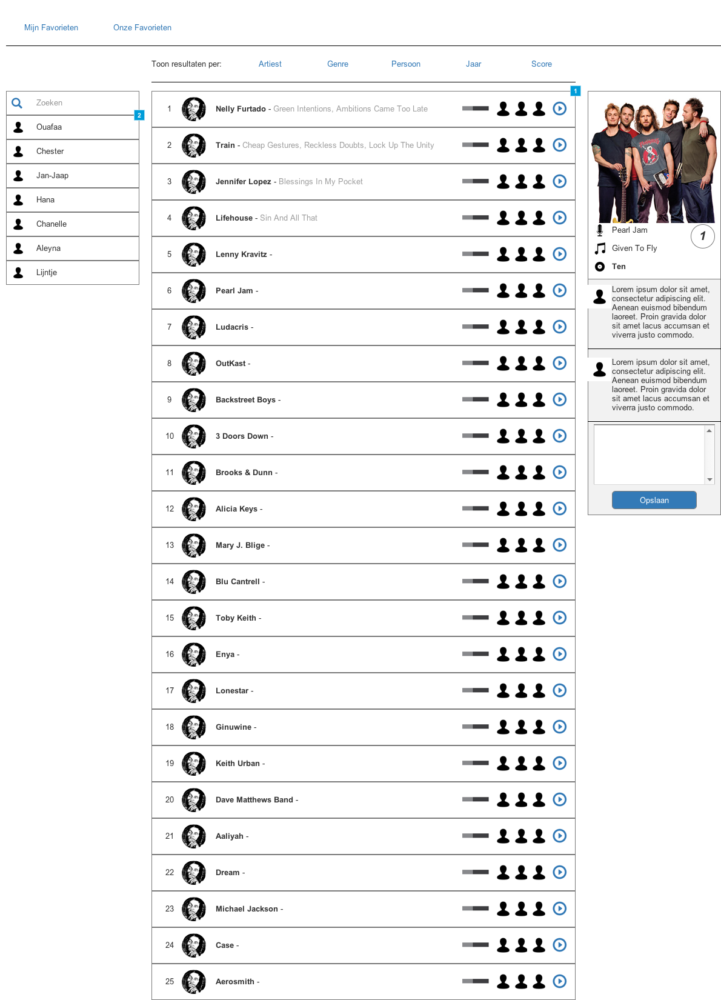 Mijn Favorieten
Onze Favorieten
Toon resultaten per:
Artiest
Genre
Persoon
Jaar
Score
Zoeken
2
Ouafaa
Chester
Jan-Jaap
Hana
Chanelle
Aleyna
Lijntje
1
1 Nelly Furtado - Green Intentions, Ambitions Came Too Late
2 Train - Cheap Gestures, Reckless Doubts, Lock Up The Unity
3 Jennifer Lopez - Blessings In My Pocket
4 Lifehouse - Sin And All That
5 Lenny Kravitz -
6 Pearl Jam -
7 Ludacris -
8 OutKast -
9 Backstreet Boys -
10 3 Doors Down -
11 Brooks & Dunn -
12 Alicia Keys -
13 Mary J. Blige -
14 Blu Cantrell -
15 Toby Keith -
16 Enya -
17 Lonestar -
18 Ginuwine -
19 Keith Urban -
20 Dave Matthews Band -
21 Aaliyah -
22 Dream -
23 Michael Jackson -
24 Case -
25 Aerosmith -
Pearl Jam
1
Given To Fly
Ten
Lorem ipsum dolor sit amet,
consectetur adipiscing elit.
Aenean euismod bibendum
laoreet. Proin gravida dolor
sit amet lacus accumsan et
viverra justo commodo.
Lorem ipsum dolor sit amet,
consectetur adipiscing elit.
Aenean euismod bibendum
laoreet. Proin gravida dolor
sit amet lacus accumsan et
viverra justo commodo.
Opslaan